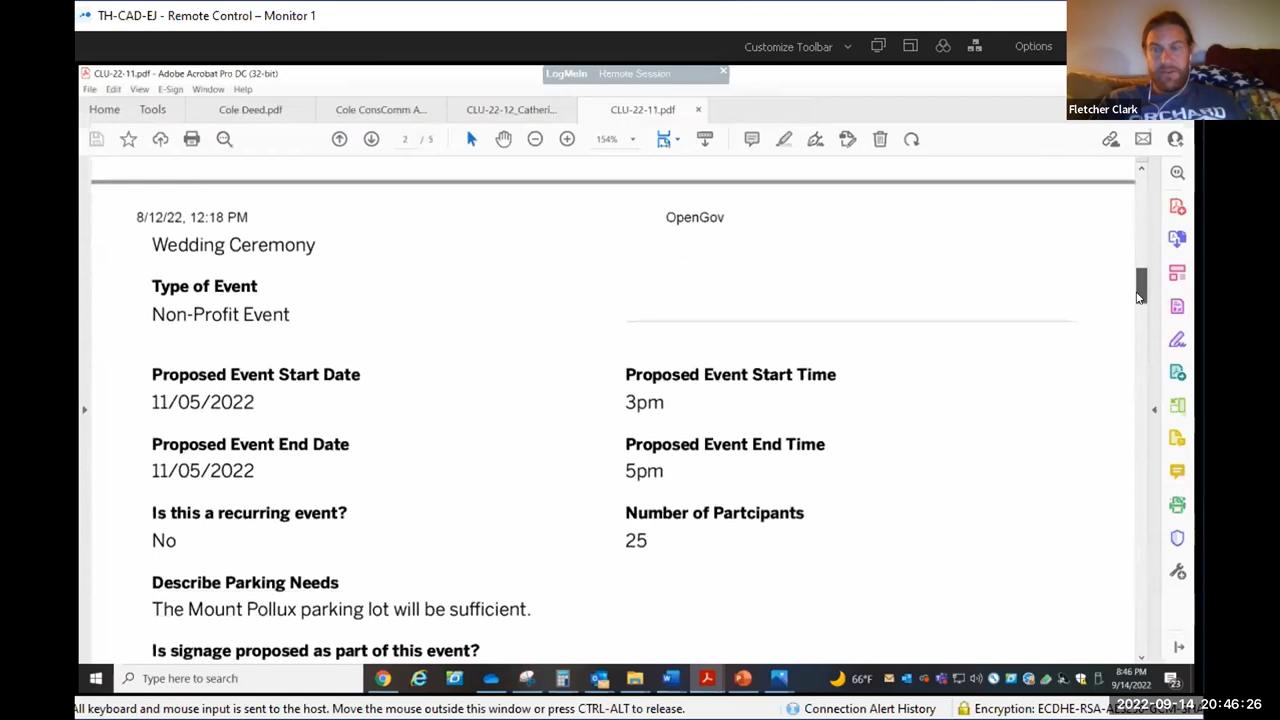 TH-CAD-EJ - Remote Control – Monitor 1
Customize Toolbar
Options
Fletcher Clark
CLU-22-11.pdf - Adobe Acrobat Pro DC (32-bit)
LogMeIn Remote Session
File Edit View E-Sign Window Help
Home Tools Cole Deed.pdf Cole ConsComm A... CLU-22-12_Catheri... CLU-22-11.pdf
2 / 5 154%
8/12/22, 12:18 PM OpenGov
Wedding Ceremony
Type of Event
Non-Profit Event
Proposed Event Start Date Proposed Event Start Time
11/05/2022 3pm
Proposed Event End Date Proposed Event End Time
11/05/2022 5pm
Is this a recurring event? Number of Partcipants
No 25
Describe Parking Needs
The Mount Pollux parking lot will be sufficient.
Is signage proposed as part of this event?
Type here to search 66°F 8:46 PM
9/14/2022 23
All keyboard and mouse input is sent to the host. Move the mouse outside this window or press CTRL-ALT to release. Connection Alert History Encryption:
2022-09-14 20:46:26